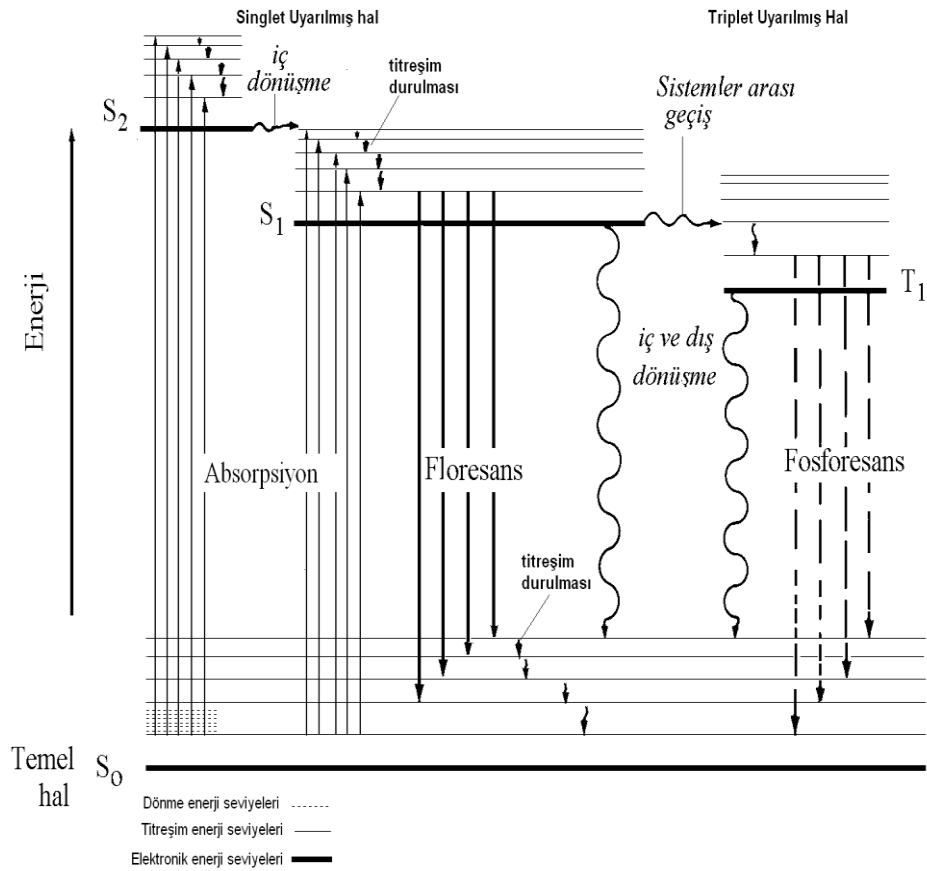 Singlet Uyarılmış hal
Triplet Uyarılmış Hal
iç
dönüşme
titreşim
durulması
Sistemler arası
geçiş
S2
S1
T1
Enerji
iç ve dış
dönüşme
Absorpsiyon
Floresans
Fosforesans
titreşim
durulması
Temel
hal
S0
Dönme enerji seviyeleri
Titreşim enerji seviyeleri
Elektronik enerji seviyeleri